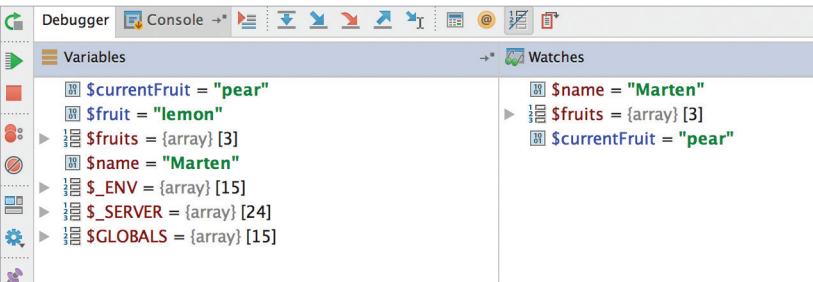 Debugger Console
Variables
$currentFruit = "pear"
$fruit = "lemon"
$fruits = {array} [3]
$name = "Marten"
$_ENV = {array} [15]
$_SERVER = {array} [24]
$GLOBALS = {array} [15]
Watches
$name = "Marten"
$fruits = {array} [3]
$currentFruit = "pear"